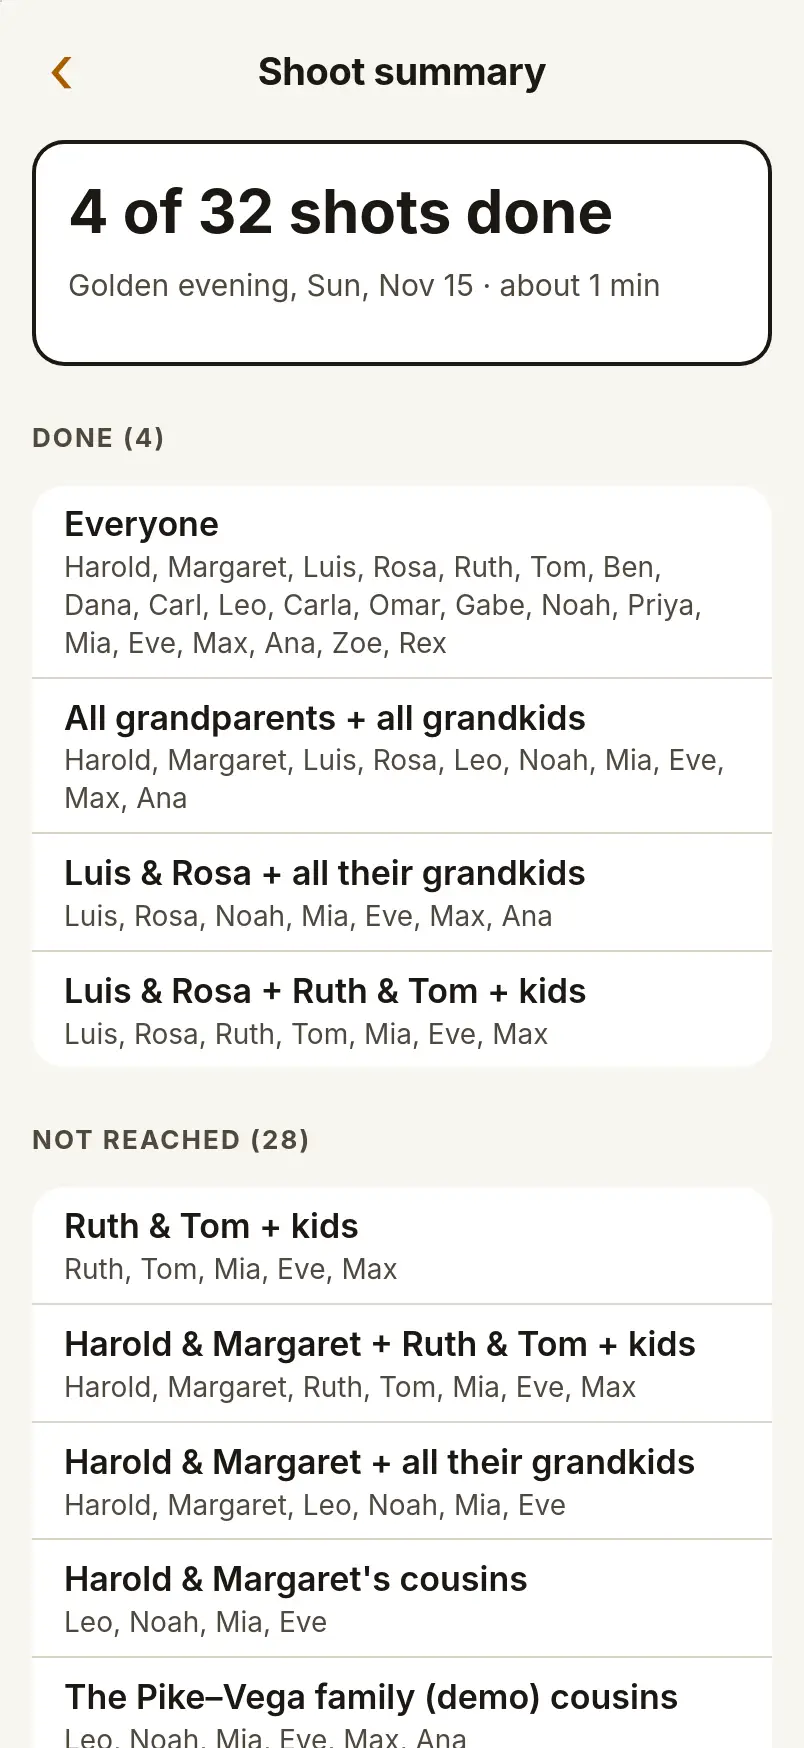 Shoot summary
4 of 32 shots done
Golden evening, Sun, Nov 15 · about 1 min
DONE (4)
Everyone
Harold, Margaret, Luis, Rosa, Ruth, Tom, Ben,
Dana, Carl, Leo, Carla, Omar, Gabe, Noah, Priya,
Mia, Eve, Max, Ana, Zoe, Rex
All grandparents + all grandkids
Harold, Margaret, Luis, Rosa, Leo, Noah, Mia, Eve,
Max, Ana
Luis & Rosa + all their grandkids
Luis, Rosa, Noah, Mia, Eve, Max, Ana
Luis & Rosa + Ruth & Tom + kids
Luis, Rosa, Ruth, Tom, Mia, Eve, Max
NOT REACHED (28)
Ruth & Tom + kids
Ruth, Tom, Mia, Eve, Max
Harold & Margaret + Ruth & Tom + kids
Harold, Margaret, Ruth, Tom, Mia, Eve, Max
Harold & Margaret + all their grandkids
Harold, Margaret, Leo, Noah, Mia, Eve
Harold & Margaret's cousins
Leo, Noah, Mia, Eve
The Pike–Vega family (demo) cousins
Leo, Noah, Mia, Eve, Max, Ana